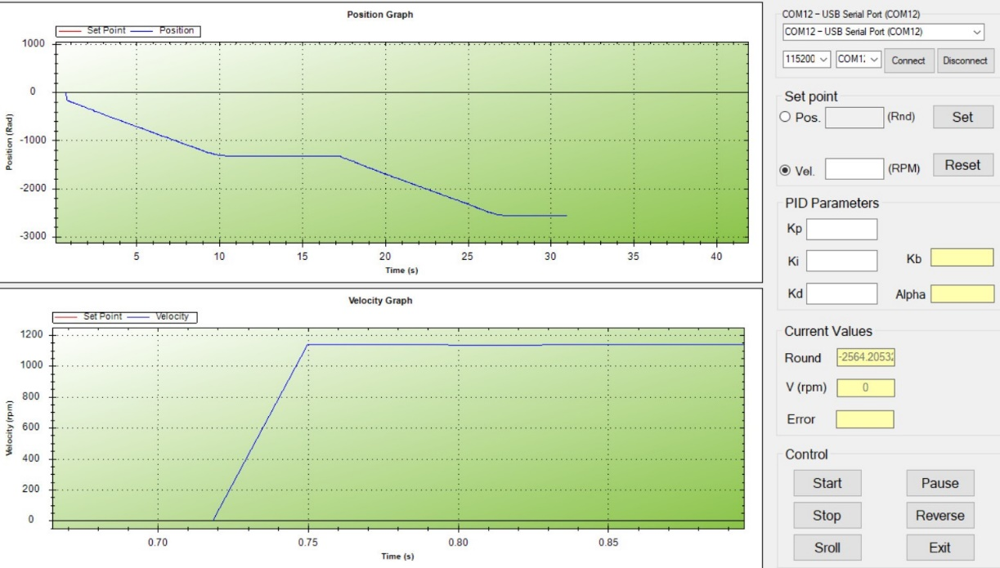 Position Graph
Set Point Position
1000
0
-1000
-2000
-3000
Position (Rad)
5 10 15 20 25 30 35 40
Time (s)
Velocity Graph
Set Point Velocity
1200
1000
800
600
400
200
0
Velocity (rpm)
0.70 0.75 0.80 0.85
Time (s)
COM12 – USB Serial Port (COM12)
COM12 – USB Serial Port (COM12)
115200 COM1: Connect Disconnect
Set point
Pos. (Rnd) Set
Vel. (RPM) Reset
PID Parameters
Kp
Ki Kb
Kd Alpha
Current Values
Round -2564.2053
V (rpm) 0
Error
Control
Start Pause
Stop Reverse
Sroll Exit